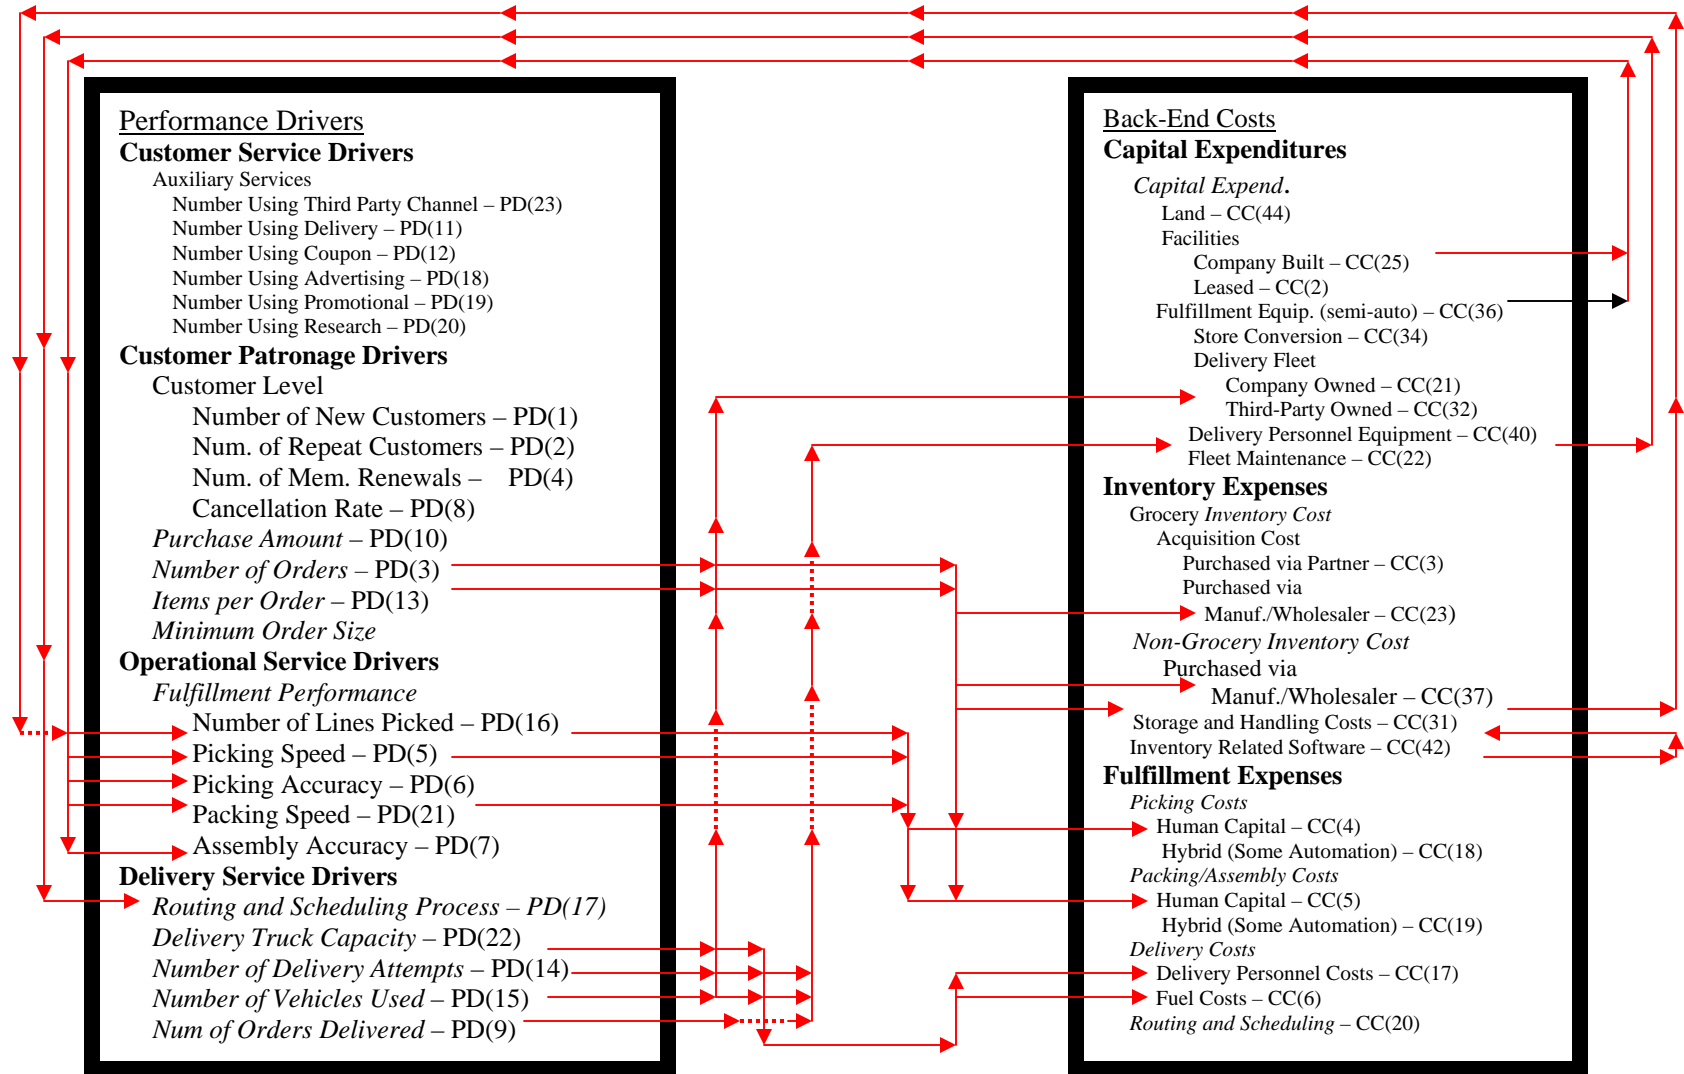 Performance Drivers
Customer Service Drivers
Auxiliary Services
Number Using Third Party Channel – PD(23)
Number Using Delivery – PD(11)
Number Using Coupon – PD(12)
Number Using Advertising – PD(18)
Number Using Promotional – PD(19)
Number Using Research – PD(20)
Customer Patronage Drivers
Customer Level
Number of New Customers – PD(1)
Num. of Repeat Customers – PD(2)
Num. of Mem. Renewals – PD(4)
Cancellation Rate – PD(8)
Purchase Amount – PD(10)
Number of Orders – PD(3)
Items per Order – PD(13)
Minimum Order Size
Operational Service Drivers
Fulfillment Performance
Number of Lines Picked – PD(16)
Picking Speed – PD(5)
Picking Accuracy – PD(6)
Packing Speed – PD(21)
Assembly Accuracy – PD(7)
Delivery Service Drivers
Routing and Scheduling Process – PD(17)
Delivery Truck Capacity – PD(22)
Number of Delivery Attempts – PD(14)
Number of Vehicles Used – PD(15)
Num of Orders Delivered – PD(9)
Back-End Costs
Capital Expenditures
Capital Expend.
Land – CC(44)
Facilities
Company Built – CC(25)
Leased – CC(2)
Fulfillment Equip. (semi-auto) – CC(36)
Store Conversion – CC(34)
Delivery Fleet
Company Owned – CC(21)
Third-Party Owned – CC(32)
Delivery Personnel Equipment – CC(40)
Fleet Maintenance – CC(22)
Inventory Expenses
Grocery Inventory Cost
Acquisition Cost
Purchased via Partner – CC(3)
Purchased via
Manuf./Wholesaler – CC(23)
Non-Grocery Inventory Cost
Purchased via
Manuf./Wholesaler – CC(37)
Storage and Handling Costs – CC(31)
Inventory Related Software – CC(42)
Fulfillment Expenses
Picking Costs
Human Capital – CC(4)
Hybrid (Some Automation) – CC(18)
Packing/Assembly Costs
Human Capital – CC(5)
Hybrid (Some Automation) – CC(19)
Delivery Costs
Delivery Personnel Costs – CC(17)
Fuel Costs – CC(6)
Routing and Scheduling – CC(20)